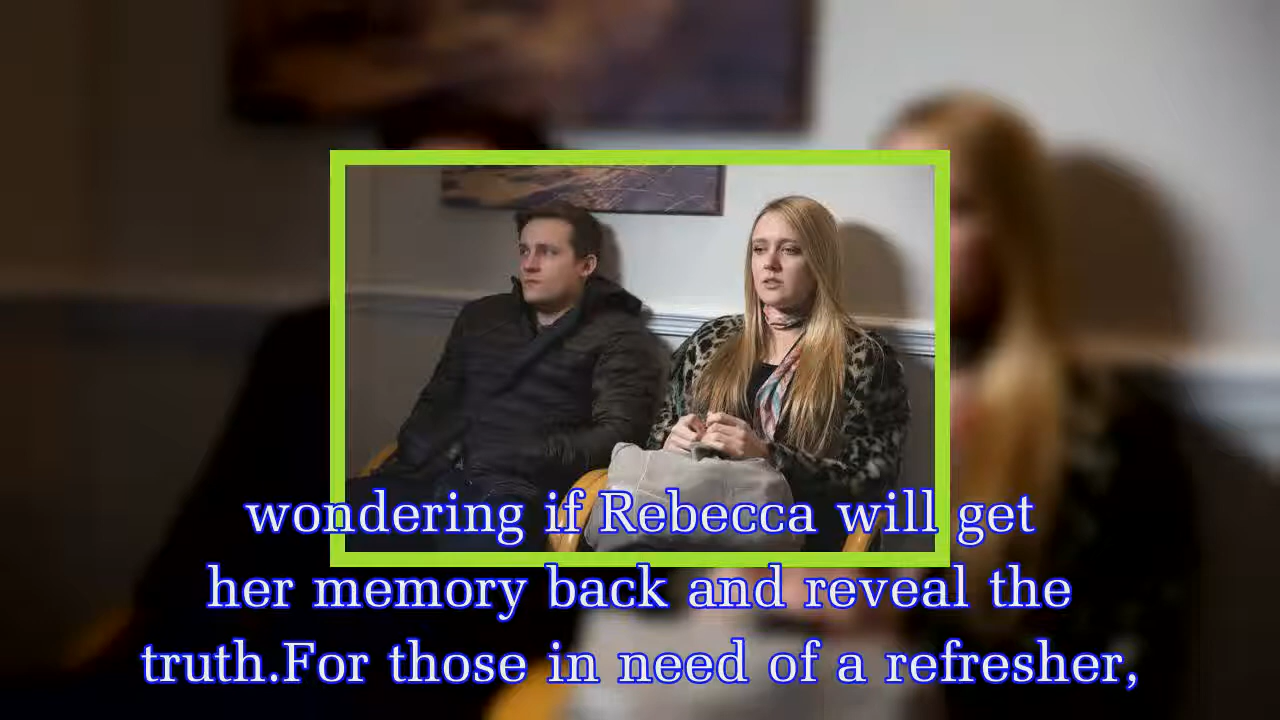 wondering if Rebecca will get
her memory back and reveal the
truth.For those in need of a refresher,